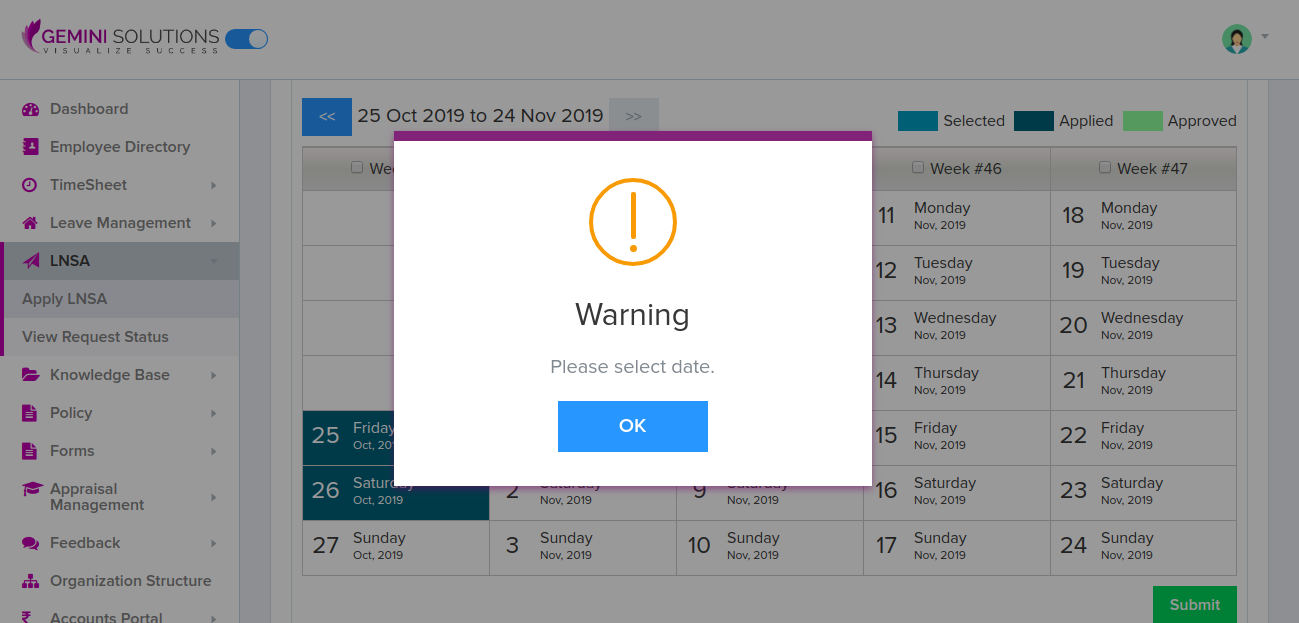 GEMINI SOLUTIONS
VISUALIZE SUCCESS
Dashboard
Employee Directory
TimeSheet
Leave Management
LNSA
Apply LNSA
View Request Status
Knowledge Base
Policy
Forms
Appraisal
Management
Feedback
Organization Structure
Accounts Portal
<< 25 Oct 2019 to 24 Nov 2019 >>
Selected Applied Approved
Week #46 Week #47
11 Monday 18 Monday
Nov, 2019 Nov, 2019
12 Tuesday 19 Tuesday
Nov, 2019 Nov, 2019
13 Wednesday 20 Wednesday
Nov, 2019 Nov, 2019
14 Thursday 21 Thursday
Nov, 2019 Nov, 2019
25 Friday 15 Friday 22 Friday
Oct, 20 Nov, 2019 Nov, 2019
26 Saturday 2 Saturday 9 Saturday 16 Saturday 23 Saturday
Oct, 2019 Nov, 2019 Nov, 2019 Nov, 2019 Nov, 2019
27 Sunday 3 Sunday 10 Sunday 17 Sunday 24 Sunday
Oct, 2019 Nov, 2019 Nov, 2019 Nov, 2019 Nov, 2019
Submit
Warning
Please select date.
OK